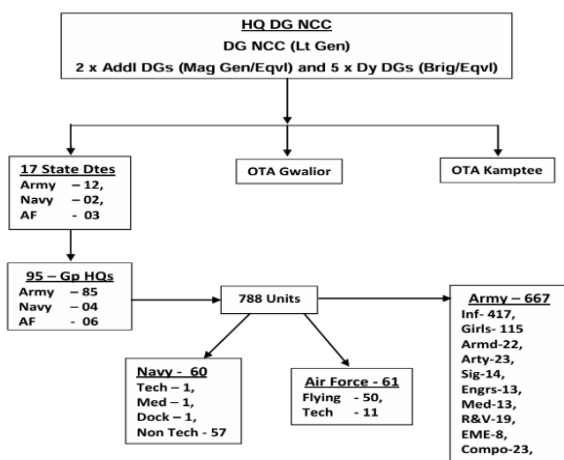 HQ DG NCC
DG NCC (Lt Gen)
2 x Addl DGs (Mag Gen/Eqvl) and 5 x Dy DGs (Brig/Eqvl)
17 State Dtes
Army – 12,
Navy – 02,
AF - 03
OTA Gwalior
OTA Kamptee
95 – Gp HQs
Army – 85
Navy – 04
AF - 06
788 Units
Army – 667
Inf- 417,
Girls- 115
Armd-22,
Arty-23,
Sig-14,
Engrs-13,
Med-13,
R&V-19,
EME-8,
Compo-23,
Navy - 60
Tech – 1,
Med – 1,
Dock – 1,
Non Tech - 57
Air Force - 61
Flying - 50,
Tech - 11